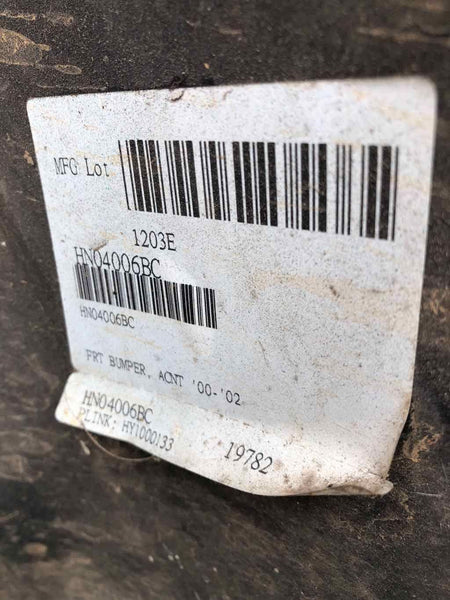 MFG Lot
1203E
HN04006BC
HN04006BC
FRT BUMPER, ACNT '00-'02
HN04006BC
PLINK: HY1000133
19782